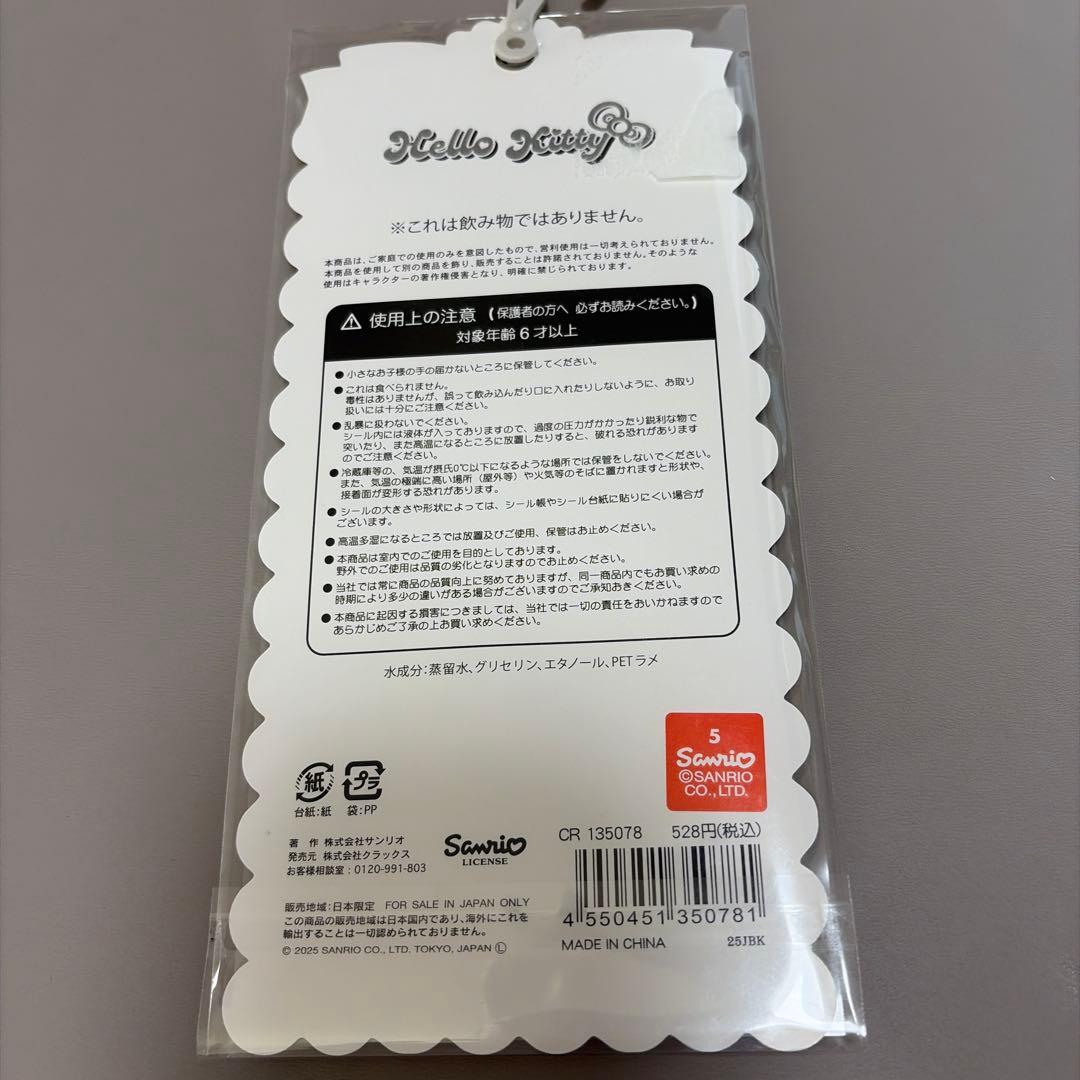 Hello Kitty
※これは飲み物ではありません。
本商品は、ご家庭での使用のみを意図したもので、営利使用は一切考えられておりません。
本商品を使用して別の商品を飾り、販売することは許諾されておりません。そのような
使用はキャラクターの著作権侵害となり、明確に禁じられております。
使用上の注意 (保護者の方へ 必ずお読みください。)
対象年齢6才以上
●小さなお子様の手の届かないところに保管してください。
●これは食べられません。
毒性はありませんが、誤って飲み込んだり口に入れたりしないように、お取り
扱いには十分にご注意ください。
●乱暴に扱わないでください。
シール内には液体が入っておりますので、過度の圧力がかかったり鋭利な物で
突いたり、また高温になるところに放置したりすると、破れる恐れがあります
のでご注意ください。
●冷蔵庫等の、気温が摂氏0℃以下になるような場所では保管をしないでください。
また、気温の極端に高い場所（屋外等）や火気等のそばに置かれますと形状や、
接着面が変形する恐れがあります。
●シールの大きさや形状によっては、シール帳やシール台紙に貼りにくい場合が
ございます。
●高温多湿になるところでは放置及びご使用、保管はお止めください。
●本商品は室内でのご使用を目的としております。
野外でのご使用は品質の劣化となりますのでお止めください。
●当社では常に商品の品質向上に努めておりますが、同一商品内でもお買い求めの
時期により多少の違いがある場合がございますのでご承知おきください。
●本商品に起因する損害につきましては、当社では一切の責任をおいかねますので
あらかじめご了承の上お買い求めください。
水成分：蒸留水、グリセリン、エタノール、PETラメ
5
Sanrio
©SANRIO
CO.,LTD.
紙
プラ
台紙：紙 袋：PP
著 作 株式会社サンリオ
発売元 株式会社クラックス
お客様相談室：0120-991-803
Sanrio
LICENSE
CR 135078 528円(税込)
4 550451 350781
MADE IN CHINA 25JBK
販売地域：日本限定 FOR SALE IN JAPAN ONLY
この商品の販売地域は日本国内であり、海外にこれを
輸出することは一切認められておりません。
© 2025 SANRIO CO., LTD. TOKYO, JAPAN Ⓛ